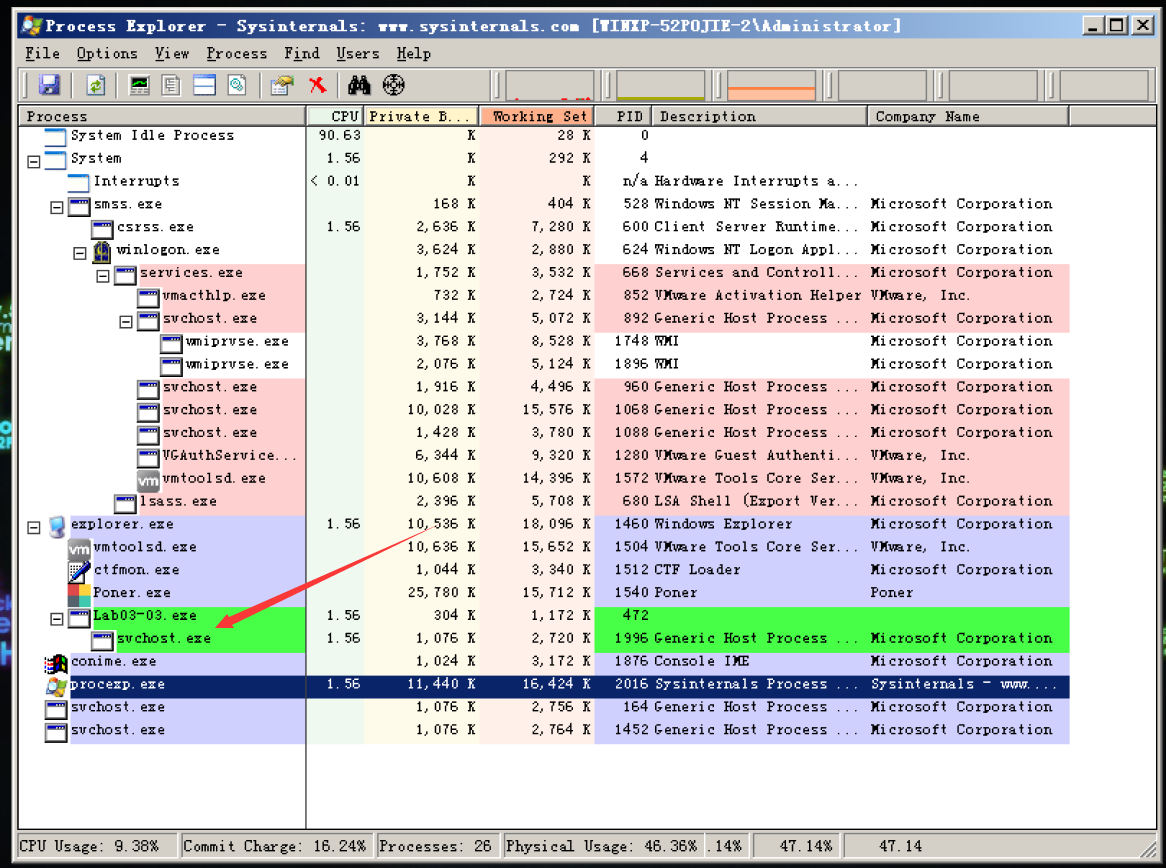 Process Explorer - Sysinternals: www.sysinternals.com [WINXP-52POJIE-2\Administrator]
File Options View Process Find Users Help
Process CPU Private B... Working Set PID Description Company Name
System Idle Process 90.63 K 28 K 0
System 1.56 K 292 K 4
Interrupts < 0.01 K K n/a Hardware Interrupts a...
smss.exe 168 K 404 K 528 Windows NT Session Ma... Microsoft Corporation
csrss.exe 1.56 2,636 K 7,280 K 600 Client Server Runtime... Microsoft Corporation
winlogon.exe 3,624 K 2,880 K 624 Windows NT Logon Appl... Microsoft Corporation
services.exe 1,752 K 3,532 K 668 Services and Controll... Microsoft Corporation
vmacthlp.exe 732 K 2,724 K 852 VMware Activation Helper VMware, Inc.
svchost.exe 3,144 K 5,072 K 892 Generic Host Process ... Microsoft Corporation
wmiprvse.exe 3,768 K 8,528 K 1748 WMI Microsoft Corporation
wmiprvse.exe 2,076 K 5,124 K 1896 WMI Microsoft Corporation
svchost.exe 1,916 K 4,496 K 960 Generic Host Process ... Microsoft Corporation
svchost.exe 10,028 K 15,576 K 1068 Generic Host Process ... Microsoft Corporation
svchost.exe 1,428 K 3,780 K 1088 Generic Host Process ... Microsoft Corporation
VGAuthService... 6,344 K 9,320 K 1280 VMware Guest Authenti... VMware, Inc.
vm vmtoolsd.exe 10,608 K 14,396 K 1572 VMware Tools Core Ser... VMware, Inc.
lsass.exe 2,396 K 5,708 K 680 LSA Shell (Export Ver... Microsoft Corporation
explorer.exe 1.56 10,536 K 18,096 K 1460 Windows Explorer Microsoft Corporation
vm vmtoolsd.exe 10,636 K 15,652 K 1504 VMware Tools Core Ser... VMware, Inc.
ctfmon.exe 1,044 K 3,340 K 1512 CTF Loader Microsoft Corporation
Poner.exe 25,780 K 15,712 K 1540 Poner Poner
Lab03-03.exe 1.56 304 K 1,172 K 472
svchost.exe 1.56 1,076 K 2,720 K 1996 Generic Host Process ... Microsoft Corporation
conime.exe 1,024 K 3,172 K 1876 Console IME Microsoft Corporation
procexp.exe 1.56 11,440 K 16,424 K 2016 Sysinternals Process ... Sysinternals - www....
svchost.exe 1,076 K 2,756 K 164 Generic Host Process ... Microsoft Corporation
svchost.exe 1,076 K 2,764 K 1452 Generic Host Process ... Microsoft Corporation
CPU Usage: 9.38% Commit Charge: 16.24% Processes: 26 Physical Usage: 46.36% .14% 47.14% 47.14